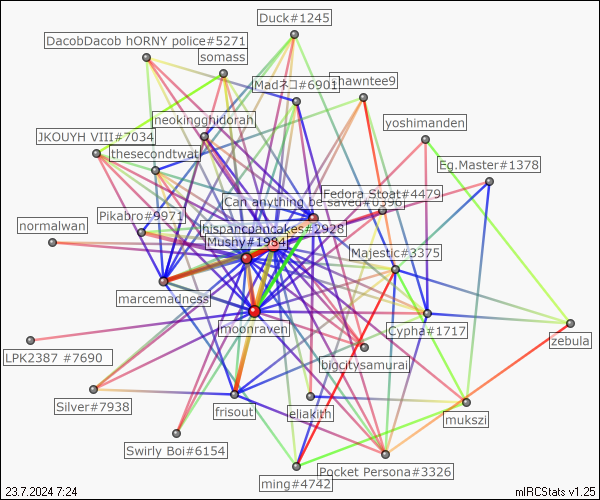 Duck#1245
DacobDacob hORNY police#5271
somass
Madネコ#6901
shawntee9
neokingghidorah
yoshimanden
JKOUYH VIII#7034
thesecondtwat
Eg.Master#1378
Fedora Stoat#4479
Can anything be saved#0398
Pikabro#9971
normalwan
hispancpancakes#2928
Mushy#1984
Majestic#3375
marcemadness
moonraven
Cypha#1717
zebula
LPK2387 #7690
bigcitysamurai
Silver#7938
frisout
eliakith
mukszi
Swirly Boi#6154
Pocket Persona#3326
ming#4742
23.7.2024 7:24
mIRCStats v1.25